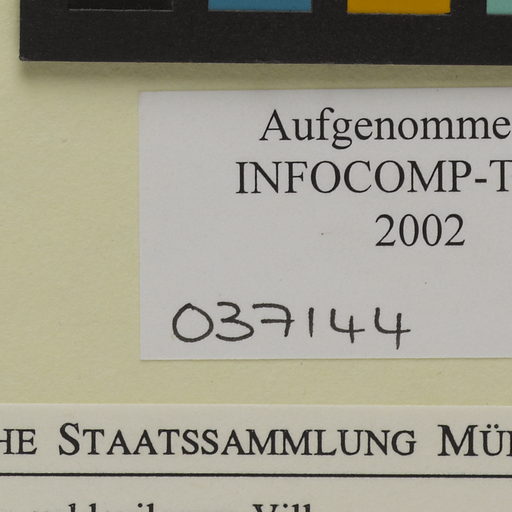 Aufgenomme
INFOCOMP-T
2002
037144
HE STAATSSAMMLUNG MÜ